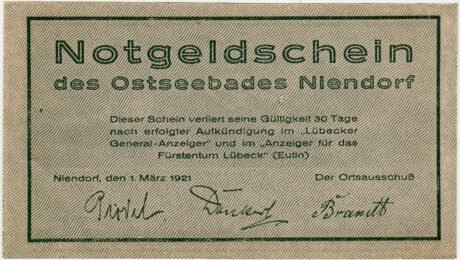 Notgeldschein
des Ostseebades Niendorf
Dieser Schein verliert seine Gültigkeit 30 Tage
nach erfolgter Aufkündigung im „Lübecker
General-Anzeiger" und im „Anzeiger für das
Fürstentum Lübeck" (Eutin)
Niendorf, den 1. März 1921 Der Ortsausschuß
Brandt